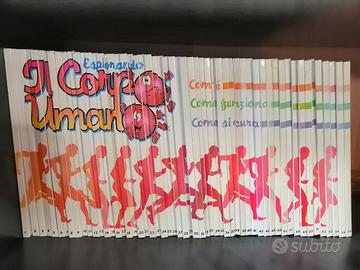 Esplorando
Il Corpo
Umano
Com'è
Come funziona
Come si cura
subito